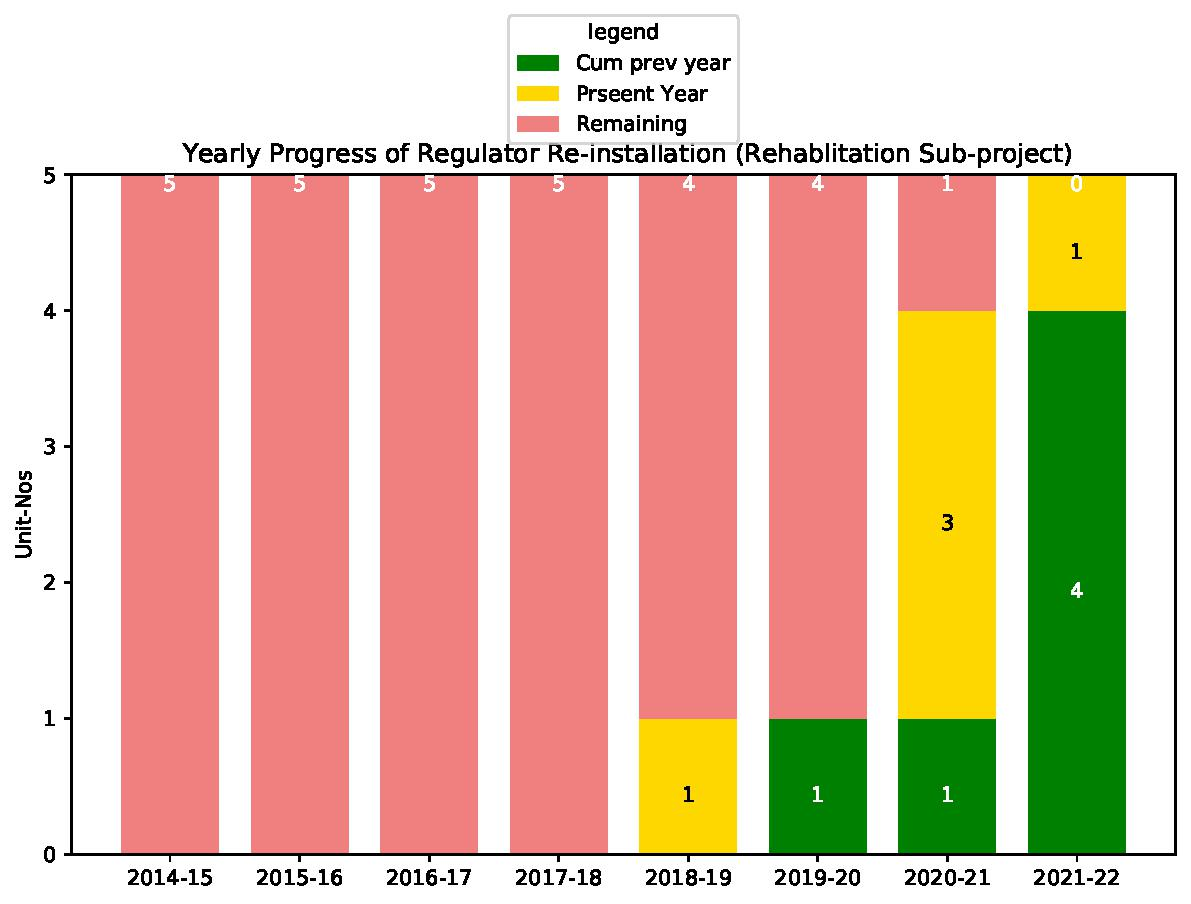 legend
Cum prev year
Prseent Year
Remaining
Yearly Progress of Regulator Re-installation (Rehablitation Sub-project)
Unit-Nos
5
4
3
2
1
0
5 5 5 5 4 4 1 0
1
3
4
1 1 1
2014-15 2015-16 2016-17 2017-18 2018-19 2019-20 2020-21 2021-22